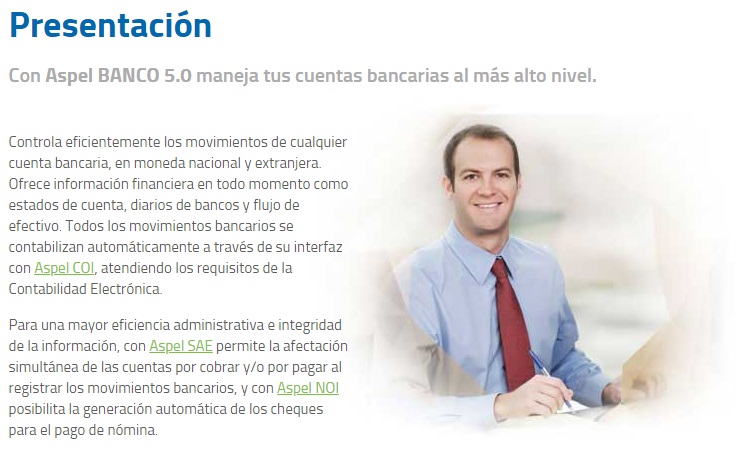 Presentación
Con Aspel BANCO 5.0 maneja tus cuentas bancarias al más alto nivel.
Controla eficientemente los movimientos de cualquier
cuenta bancaria, en moneda nacional y extranjera.
Ofrece información financiera en todo momento como
estados de cuenta, diarios de bancos y flujo de
efectivo. Todos los movimientos bancarios se
contabilizan automáticamente a través de su interfaz
con Aspel COI, atendiendo los requisitos de la
Contabilidad Electrónica.
Para una mayor eficiencia administrativa e integridad
de la información, con Aspel SAE permite la afectación
simultánea de las cuentas por cobrar y/o por pagar al
registrar los movimientos bancarios, y con Aspel NOI
posibilita la generación automática de los cheques
para el pago de nómina.